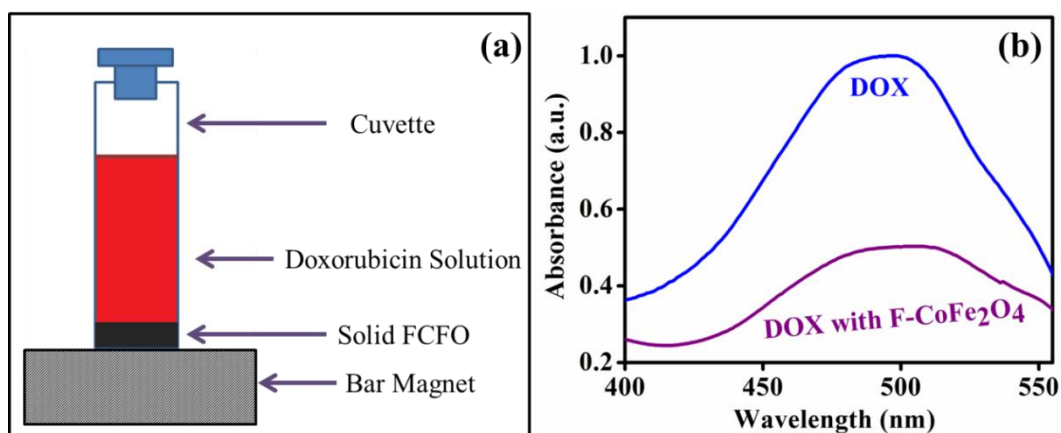 (a)
Cuvette
Doxorubicin Solution
Solid FCFO
Bar Magnet
(b)
DOX
DOX with F-CoFe2O4
Absorbance (a.u.)
1.0
0.8
0.6
0.4
0.2
400 450 500 550
Wavelength (nm)